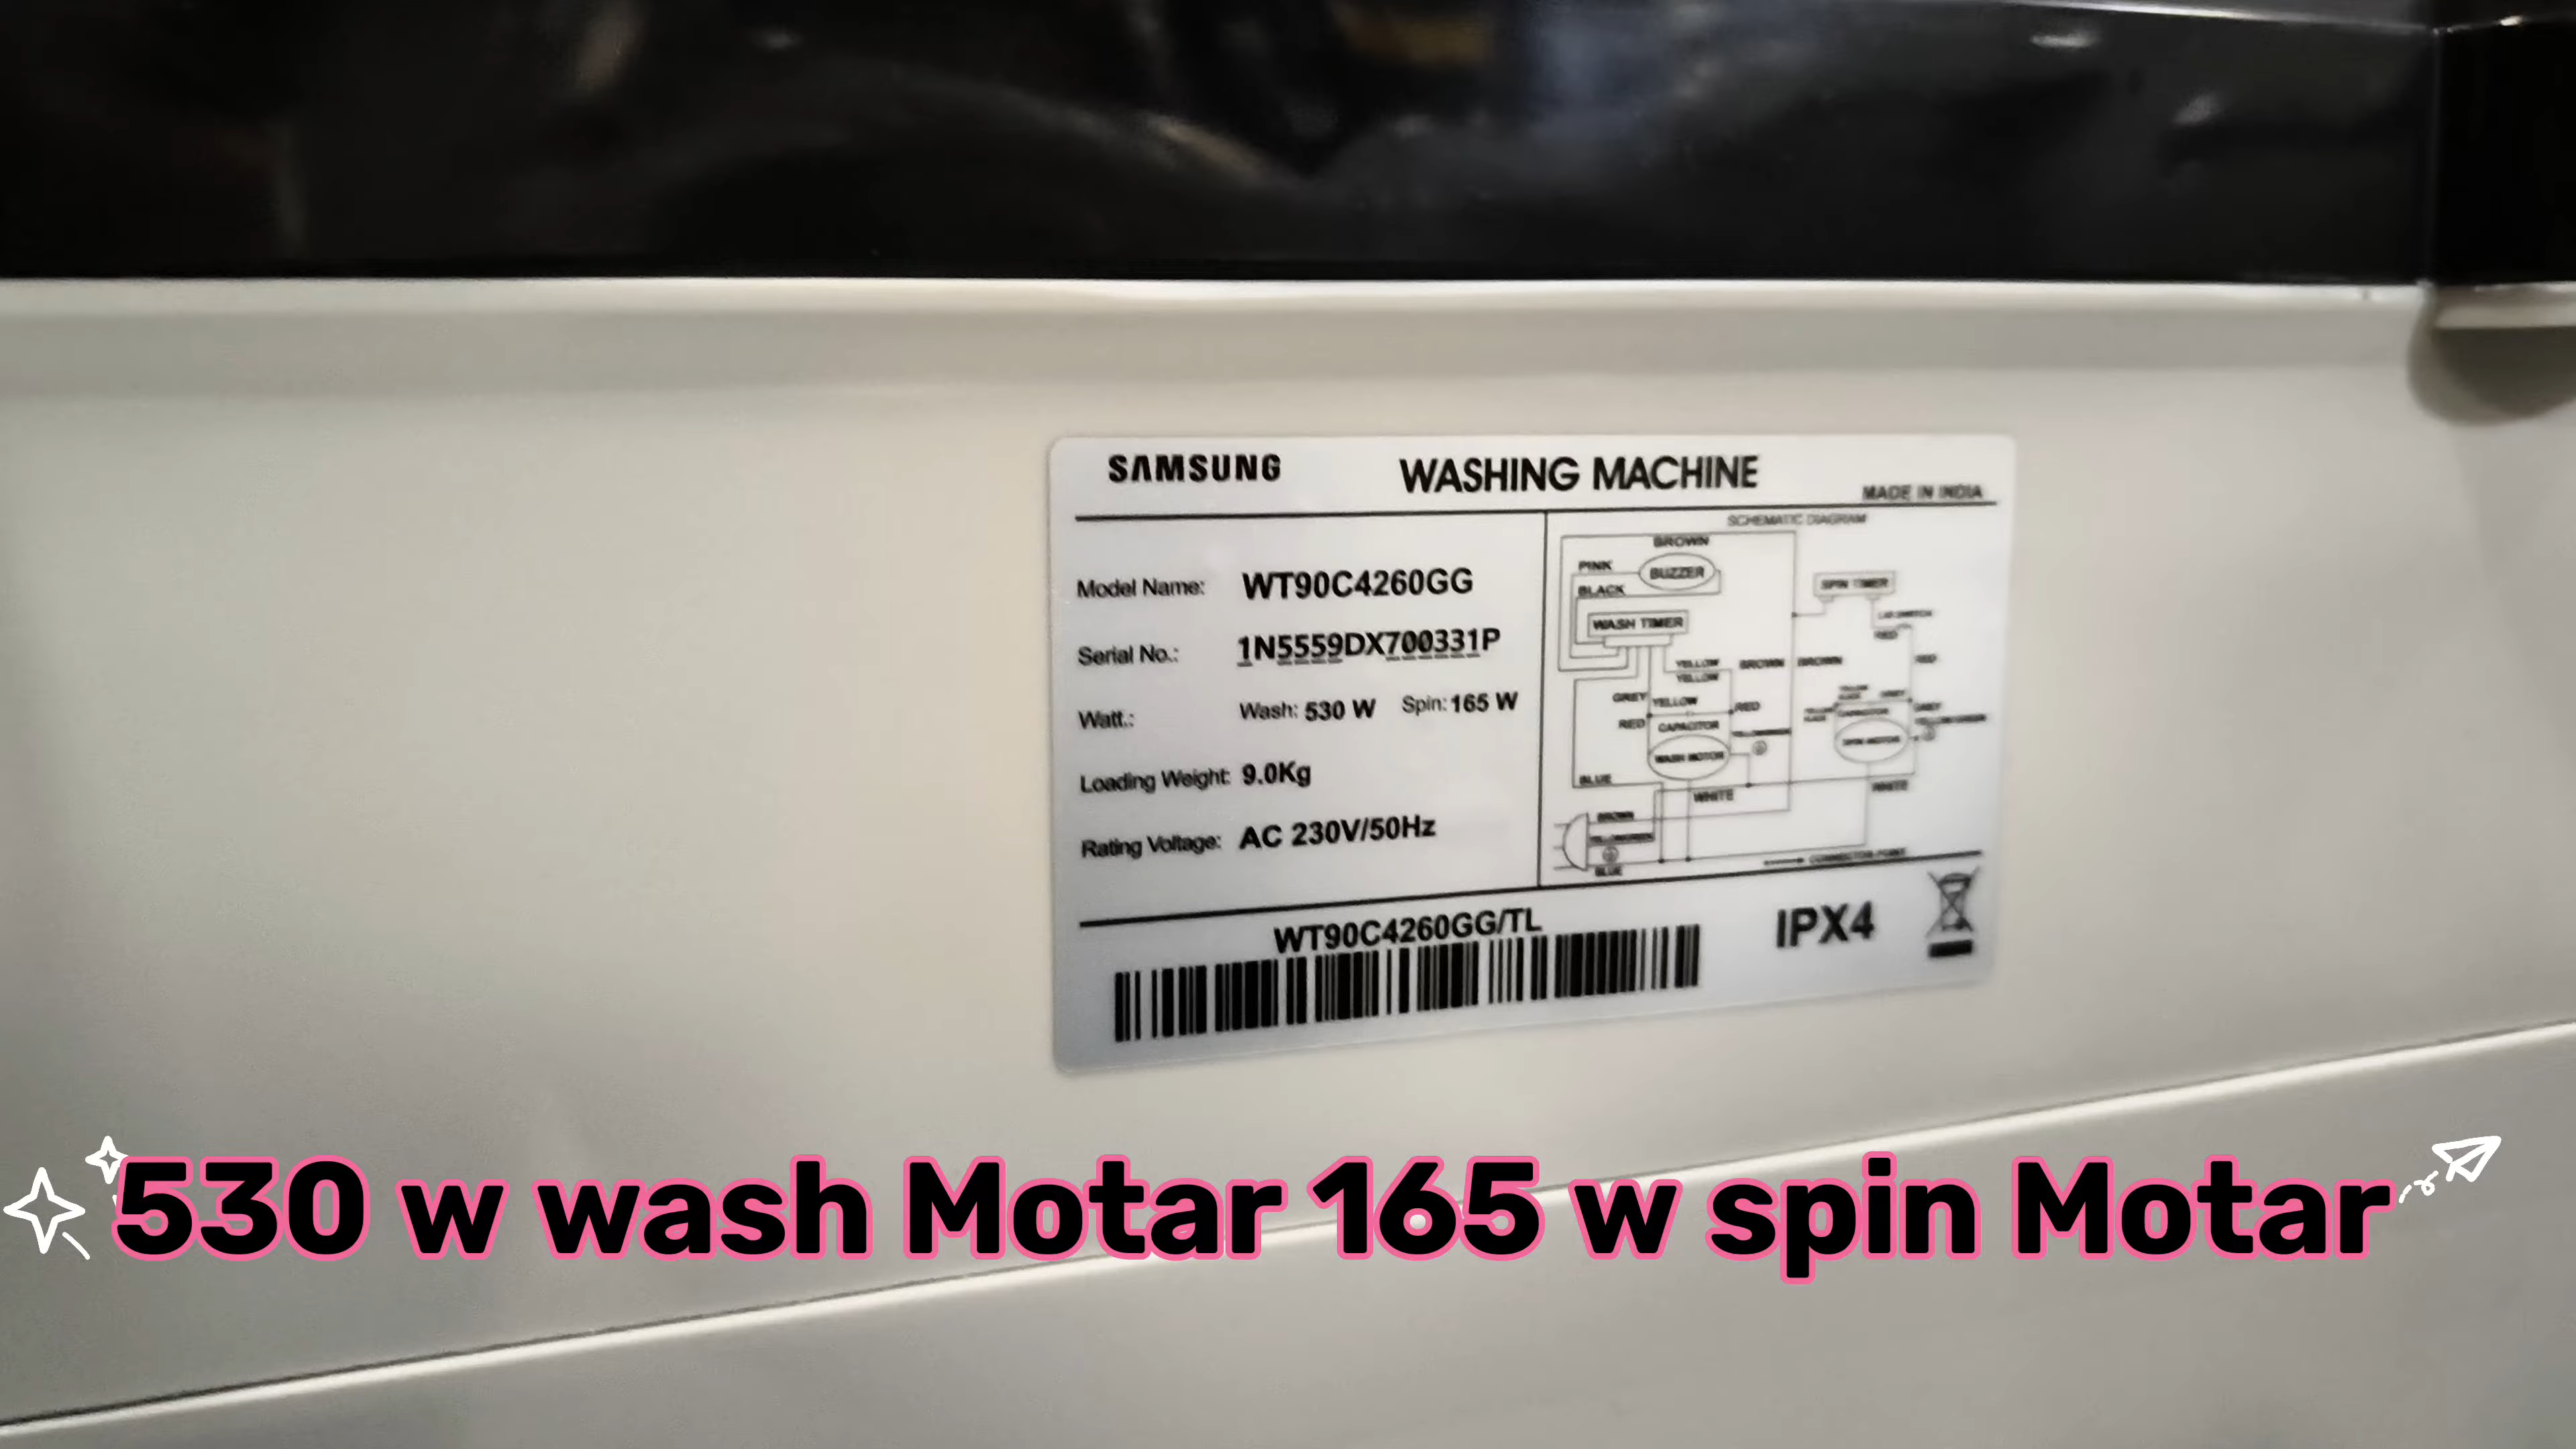 SAMSUNG WASHING MACHINE
MADE IN INDIA
Model Name: WT90C4260GG
Serial No.: 1N5559DX700331P
Watt.: Wash: 530 W Spin: 165 W
Loading Weight: 9.0Kg
Rating Voltage: AC 230V/50Hz
SCHEMATIC DIAGRAM
BROWN
PINK
BUZZER
BLACK
SPIN TIMER
WASH TIMER
RED
YELLOW BROWN BROWN RED
YELLOW
GREY YELLOW RED
RED CAPACITOR
WASH MOTOR
SPIN MOTOR
BLUE
WHITE WHITE
BROWN
BLUE
WT90C4260GG/TL
IPX4
530 w wash Motar 165 w spin Motar